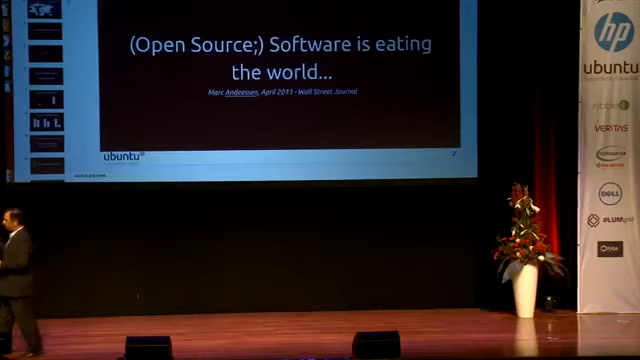 (Open Source;) Software is eating
the world...
Marc Andeessen, April 2011 - Wall Street Journal
ubuntu
hp
ubuntu
VERITAS
DELL
PLUMgrid